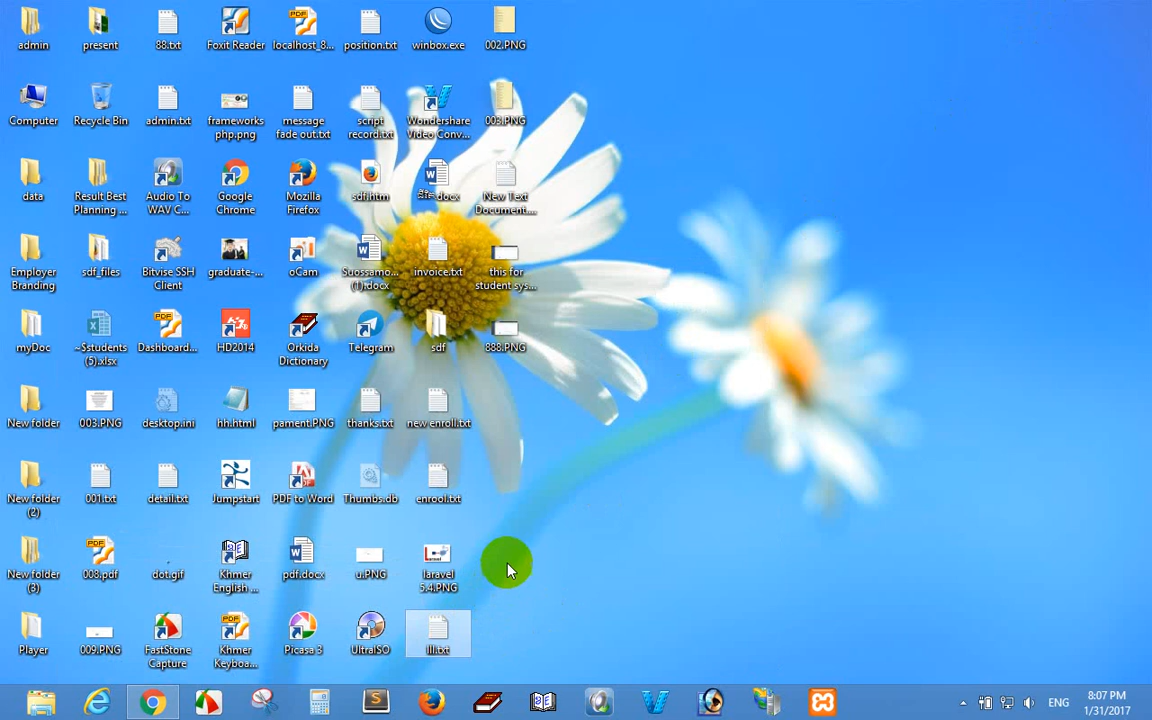 admin
present
88.txt
Foxit Reader
localhost_8...
position.txt
winbox.exe
002.PNG
Computer
Recycle Bin
admin.txt
frameworks
php.png
message
fade out.txt
script
record.txt
Wondershare
Video Conv...
003.PNG
data
Result Best
Planning ...
Audio To
WAV C...
Google
Chrome
Mozilla
Firefox
sdf.htm
.docx
New Text
Document....
Employer
Branding
sdf_files
Bitvise SSH
Client
graduate-...
oCam
Suossamo...
(1).docx
invoice.txt
this for
student sys...
myDoc
~$students
(5).xlsx
Dashboard...
HD2014
Orkida
Dictionary
Telegram
sdf
888.PNG
New folder
003.PNG
desktop.ini
hh.html
pament.PNG
thanks.txt
new enroll.txt
New folder
(2)
001.txt
detail.txt
Jumpstart
PDF to Word
Thumbs.db
enrool.txt
New folder
(3)
008.pdf
dot.gif
Khmer
English ...
pdf.docx
u.PNG
laravel
5.4.PNG
Player
009.PNG
FastStone
Capture
Khmer
Keyboa...
Picasa 3
UltraISO
lll.txt
ENG
8:07 PM
1/31/2017